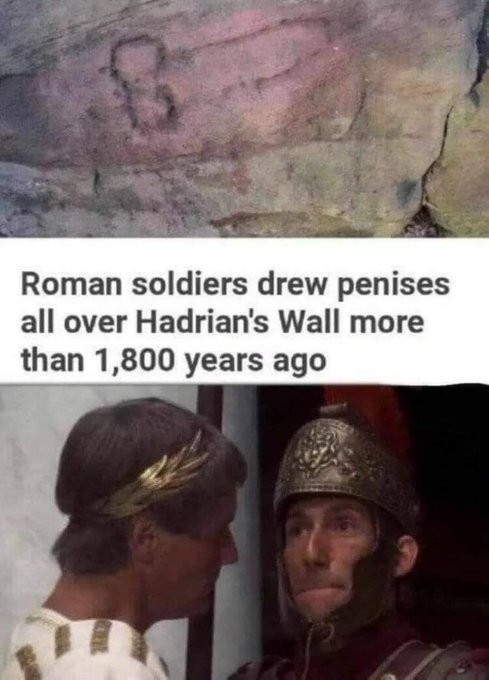 Roman soldiers drew penises
all over Hadrian's Wall more
than 1,800 years ago